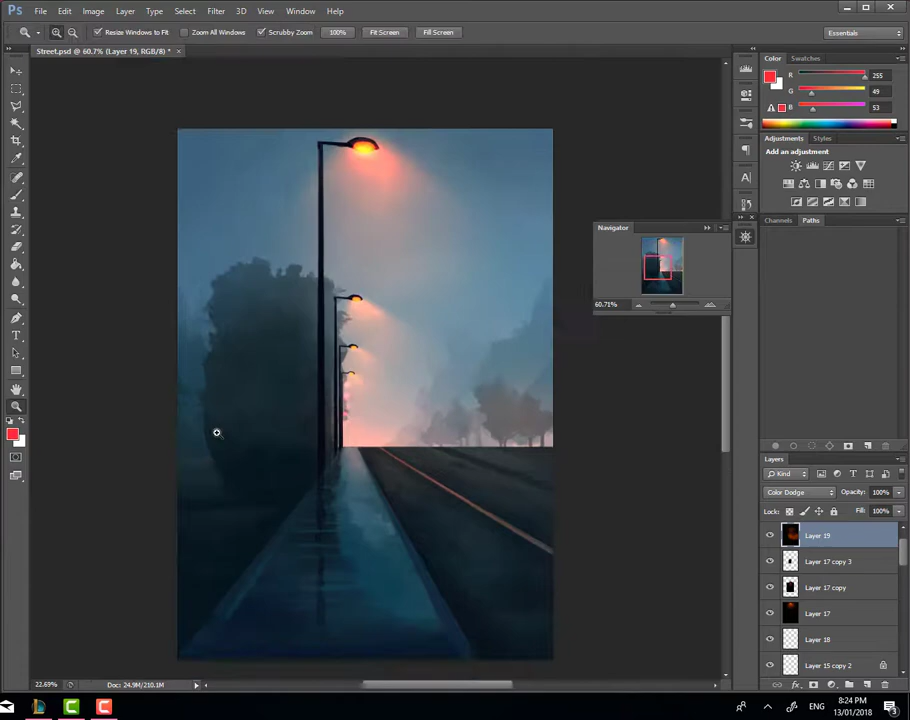 Ps File Edit Image Layer Type Select Filter 3D View Window Help
Resize Windows to Fit Zoom All Windows Scrubby Zoom 100% Fit Screen Fill Screen Essentials
Street.psd @ 60.7% (Layer 19, RGB/8) * ×
Color Swatches
R 255
G 49
B 53
Adjustments Styles
Add an adjustment
Channels Paths
Navigator
60.71%
Layers
Kind
Color Dodge Opacity: 100%
Lock: Fill: 100%
Layer 19
Layer 17 copy 3
Layer 17 copy
Layer 17
Layer 18
Layer 15 copy 2
22.69% Doc: 24.9M/210.1M
ENG 8:24 PM
13/01/2018 3